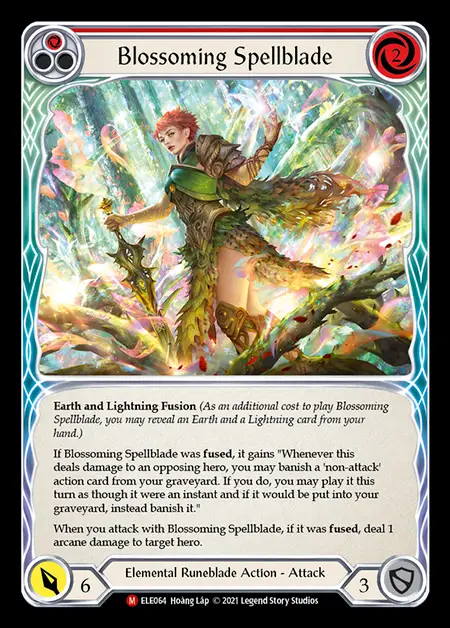 Blossoming Spellblade
2
Earth and Lightning Fusion (As an additional cost to play Blossoming
Spellblade, you may reveal an Earth and a Lightning card from your
hand.)
If Blossoming Spellblade was fused, it gains "Whenever this
deals damage to an opposing hero, you may banish a 'non-attack'
action card from your graveyard. If you do, you may play it this
turn as though it were an instant and if it would be put into your
graveyard, instead banish it."
When you attack with Blossoming Spellblade, if it was fused, deal 1
arcane damage to target hero.
6
Elemental Runeblade Action - Attack
3
M ELE064 Hoàng Lập © 2021 Legend Story Studios